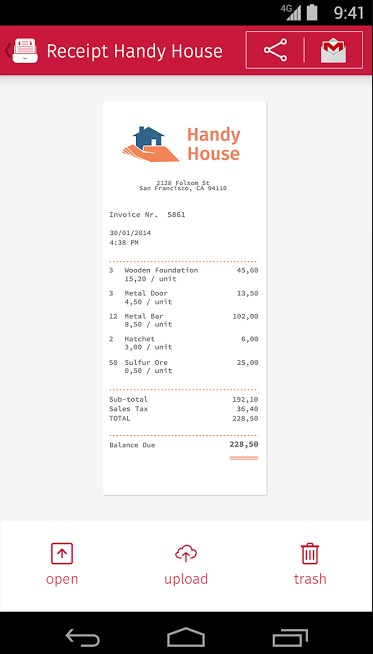 4G 9:41
Receipt Handy House
Handy
House
2128 Folsom St
San Francisco, CA 94110
Invoice Nr. 5861
30/01/2014
4:38 PM
3 Wooden Foundation 45,60
15,20 / unit
3 Metal Door 13,50
4,50 / unit
12 Metal Bar 102,00
8,50 / unit
2 Hatchet 6,00
3,00 / unit
50 Sulfur Ore 25,00
0,50 / unit
Sub-total 192,10
Sales Tax 36,40
TOTAL 228,50
Balance Due 228,50
open upload trash